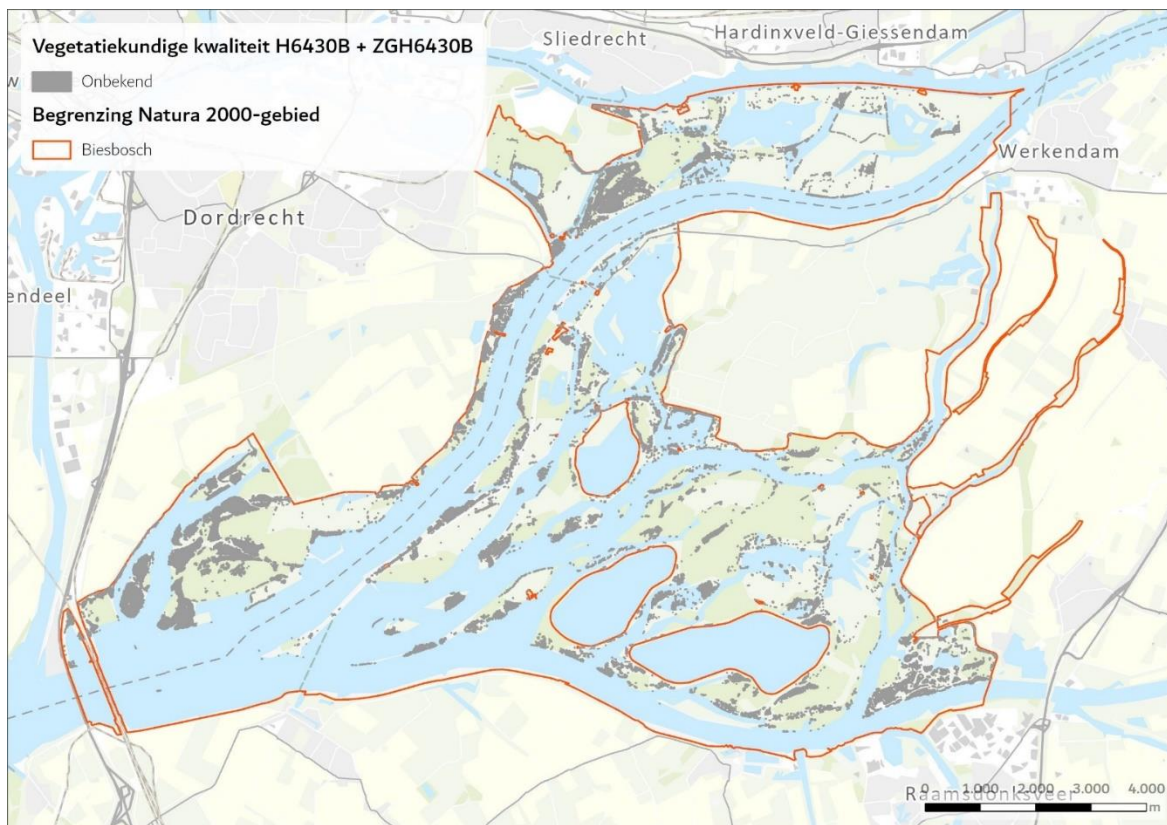 Vegetatiekundige kwaliteit H6430B + ZGH6430B
Onbekend
Begrenzing Natura 2000-gebied
Biesbosch
Sliedrecht
Hardinxveld-Giessendam
w
Werkendam
Dordrecht
endeel
Raamsdonksveer
0 1.000 2.000 3.000 4.000
m